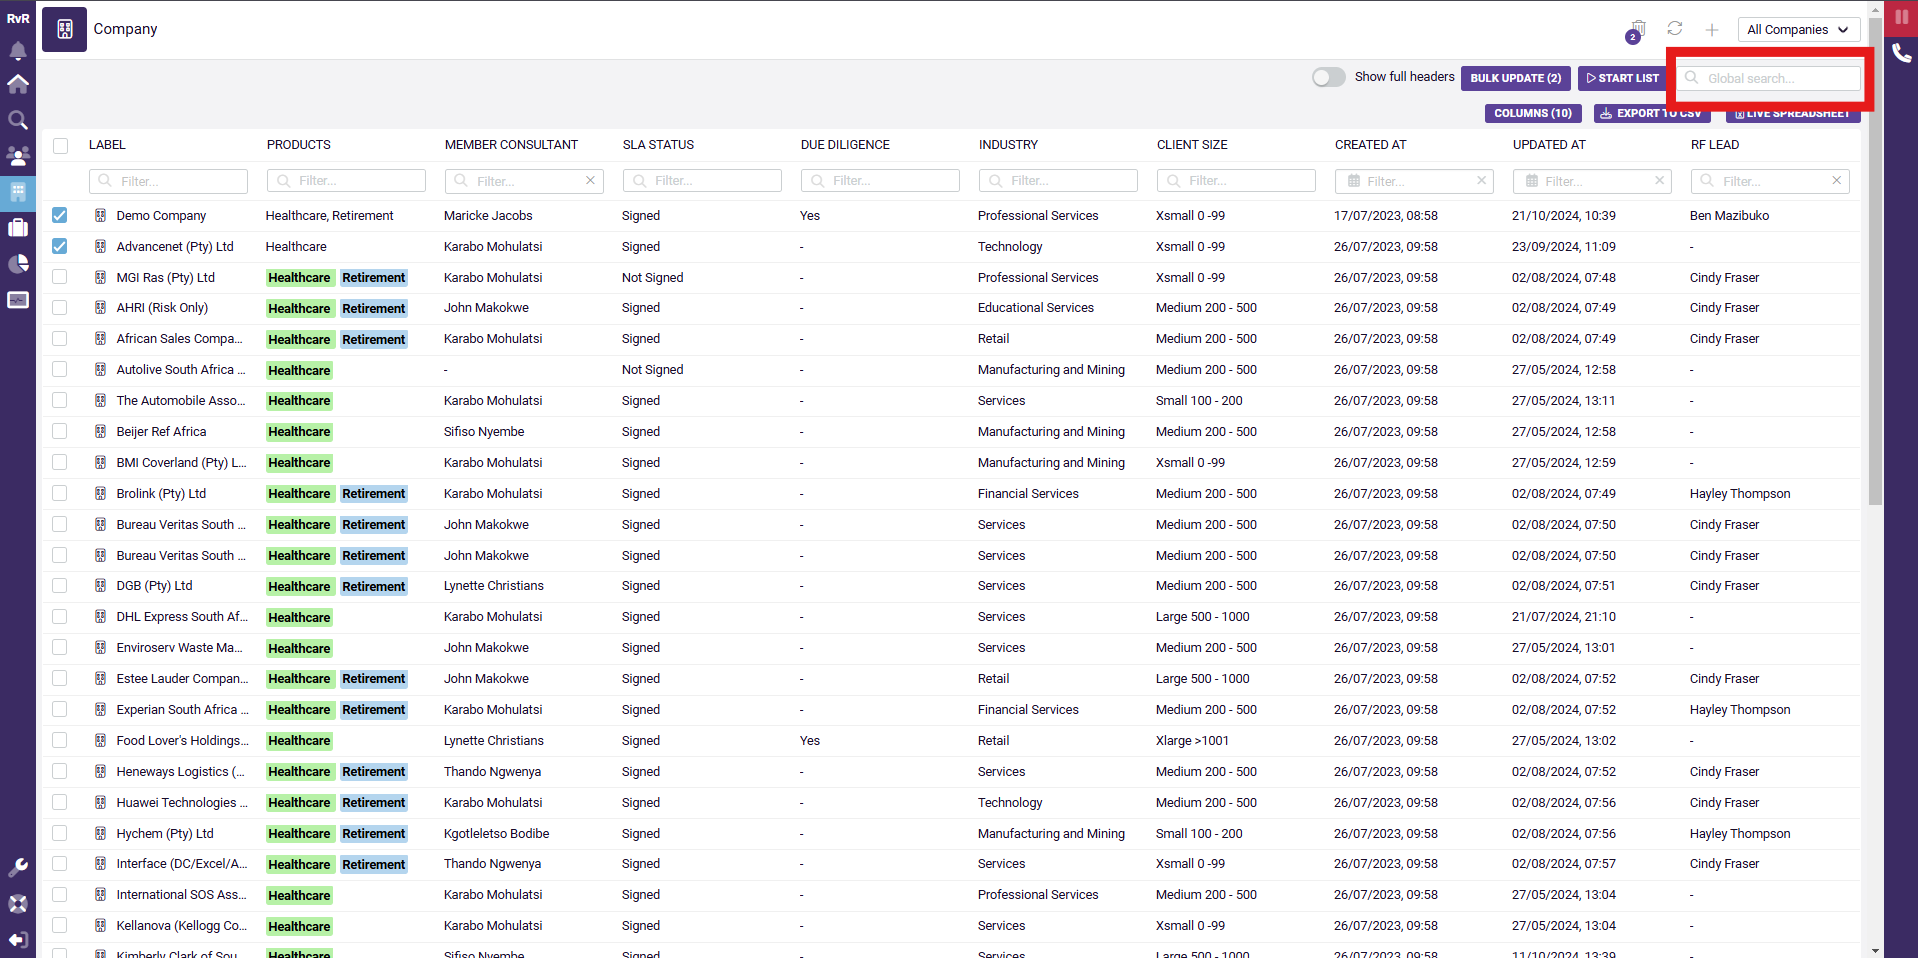 RvR
Company
2
All Companies
Show full headers
BULK UPDATE (2)
START LIST
Global search...
COLUMNS (10)
EXPORT TO CSV
LIVE SPREADSHEET
LABEL PRODUCTS MEMBER CONSULTANT SLA STATUS DUE DILIGENCE INDUSTRY CLIENT SIZE CREATED AT UPDATED AT RF LEAD
Filter... Filter... Filter... Filter... Filter... Filter... Filter... Filter... Filter... Filter...
Demo Company Healthcare, Retirement Maricke Jacobs Signed Yes Professional Services Xsmall 0 -99 17/07/2023, 08:58 21/10/2024, 10:39 Ben Mazibuko
Advancenet (Pty) Ltd Healthcare Karabo Mohulatsi Signed - Technology Xsmall 0 -99 26/07/2023, 09:58 23/09/2024, 11:09 -
MGI Ras (Pty) Ltd Healthcare Retirement Karabo Mohulatsi Not Signed - Professional Services Xsmall 0 -99 26/07/2023, 09:58 02/08/2024, 07:48 Cindy Fraser
AHRI (Risk Only) Healthcare Retirement John Makokwe Signed - Educational Services Medium 200 - 500 26/07/2023, 09:58 02/08/2024, 07:49 Cindy Fraser
African Sales Compa... Healthcare Retirement Karabo Mohulatsi Signed - Retail Medium 200 - 500 26/07/2023, 09:58 02/08/2024, 07:49 Cindy Fraser
Autolive South Africa ... Healthcare - Not Signed - Manufacturing and Mining Medium 200 - 500 26/07/2023, 09:58 27/05/2024, 12:58 -
The Automobile Asso... Healthcare Karabo Mohulatsi Signed - Services Small 100 - 200 26/07/2023, 09:58 27/05/2024, 13:11 -
Beijer Ref Africa Healthcare Sifiso Nyembe Signed - Manufacturing and Mining Medium 200 - 500 26/07/2023, 09:58 27/05/2024, 12:58 -
BMI Coverland (Pty) L... Healthcare Karabo Mohulatsi Signed - Manufacturing and Mining Xsmall 0 -99 26/07/2023, 09:58 27/05/2024, 12:59 -
Brolink (Pty) Ltd Healthcare Retirement Karabo Mohulatsi Signed - Financial Services Medium 200 - 500 26/07/2023, 09:58 02/08/2024, 07:49 Hayley Thompson
Bureau Veritas South ... Healthcare Retirement John Makokwe Signed - Services Medium 200 - 500 26/07/2023, 09:58 02/08/2024, 07:50 Cindy Fraser
Bureau Veritas South ... Healthcare Retirement John Makokwe Signed - Services Medium 200 - 500 26/07/2023, 09:58 02/08/2024, 07:50 Cindy Fraser
DGB (Pty) Ltd Healthcare Retirement Lynette Christians Signed - Services Medium 200 - 500 26/07/2023, 09:58 02/08/2024, 07:51 Cindy Fraser
DHL Express South Af... Healthcare Karabo Mohulatsi Signed - Services Large 500 - 1000 26/07/2023, 09:58 21/07/2024, 21:10 -
Enviroserv Waste Ma... Healthcare John Makokwe Signed - Services Medium 200 - 500 26/07/2023, 09:58 27/05/2024, 13:01 -
Estee Lauder Compan... Healthcare Retirement John Makokwe Signed - Retail Large 500 - 1000 26/07/2023, 09:58 02/08/2024, 07:52 Cindy Fraser
Experian South Africa ... Healthcare Retirement Karabo Mohulatsi Signed - Financial Services Medium 200 - 500 26/07/2023, 09:58 02/08/2024, 07:52 Hayley Thompson
Food Lover's Holdings... Healthcare Lynette Christians Signed Yes Retail Xlarge >1001 26/07/2023, 09:58 27/05/2024, 13:02 -
Heneways Logistics (... Healthcare Retirement Thando Ngwenya Signed - Services Medium 200 - 500 26/07/2023, 09:58 02/08/2024, 07:52 Cindy Fraser
Huawei Technologies ... Healthcare Retirement Karabo Mohulatsi Signed - Technology Medium 200 - 500 26/07/2023, 09:58 02/08/2024, 07:56 Cindy Fraser
Hychem (Pty) Ltd Healthcare Retirement Kgotleletso Bodibe Signed - Manufacturing and Mining Small 100 - 200 26/07/2023, 09:58 02/08/2024, 07:56 Hayley Thompson
Interface (DC/Excel/A... Healthcare Retirement Thando Ngwenya Signed - Services Xsmall 0 -99 26/07/2023, 09:58 02/08/2024, 07:57 Cindy Fraser
International SOS Ass... Healthcare Karabo Mohulatsi Signed - Professional Services Medium 200 - 500 26/07/2023, 09:58 27/05/2024, 13:04 -
Kellanova (Kellogg Co... Healthcare Karabo Mohulatsi Signed - Services Xsmall 0 -99 26/07/2023, 09:58 27/05/2024, 13:04 -
Kimberly Clark of Sou... Healthcare Sifiso Nyembe Signed - Services Large 500 - 1000 26/07/2023, 09:58 11/10/2024, 13:39 -